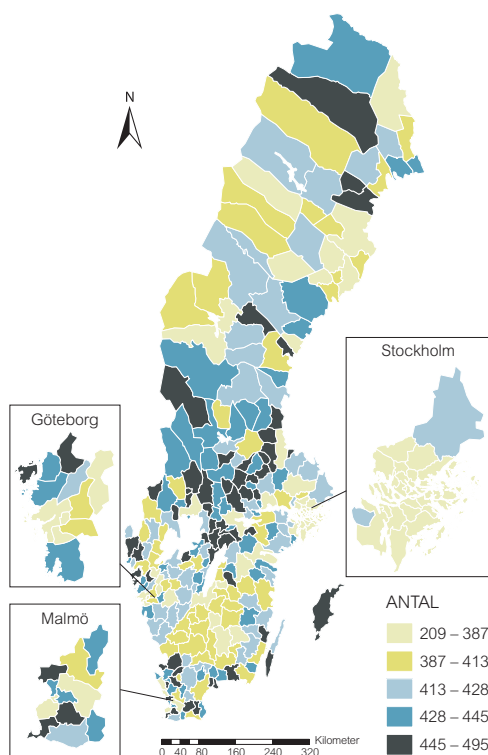 N
Stockholm
Göteborg
Malmö
ANTAL
209 – 387
387 – 413
413 – 428
428 – 445
445 – 495
Kilometer
0 40 80 160 240 320